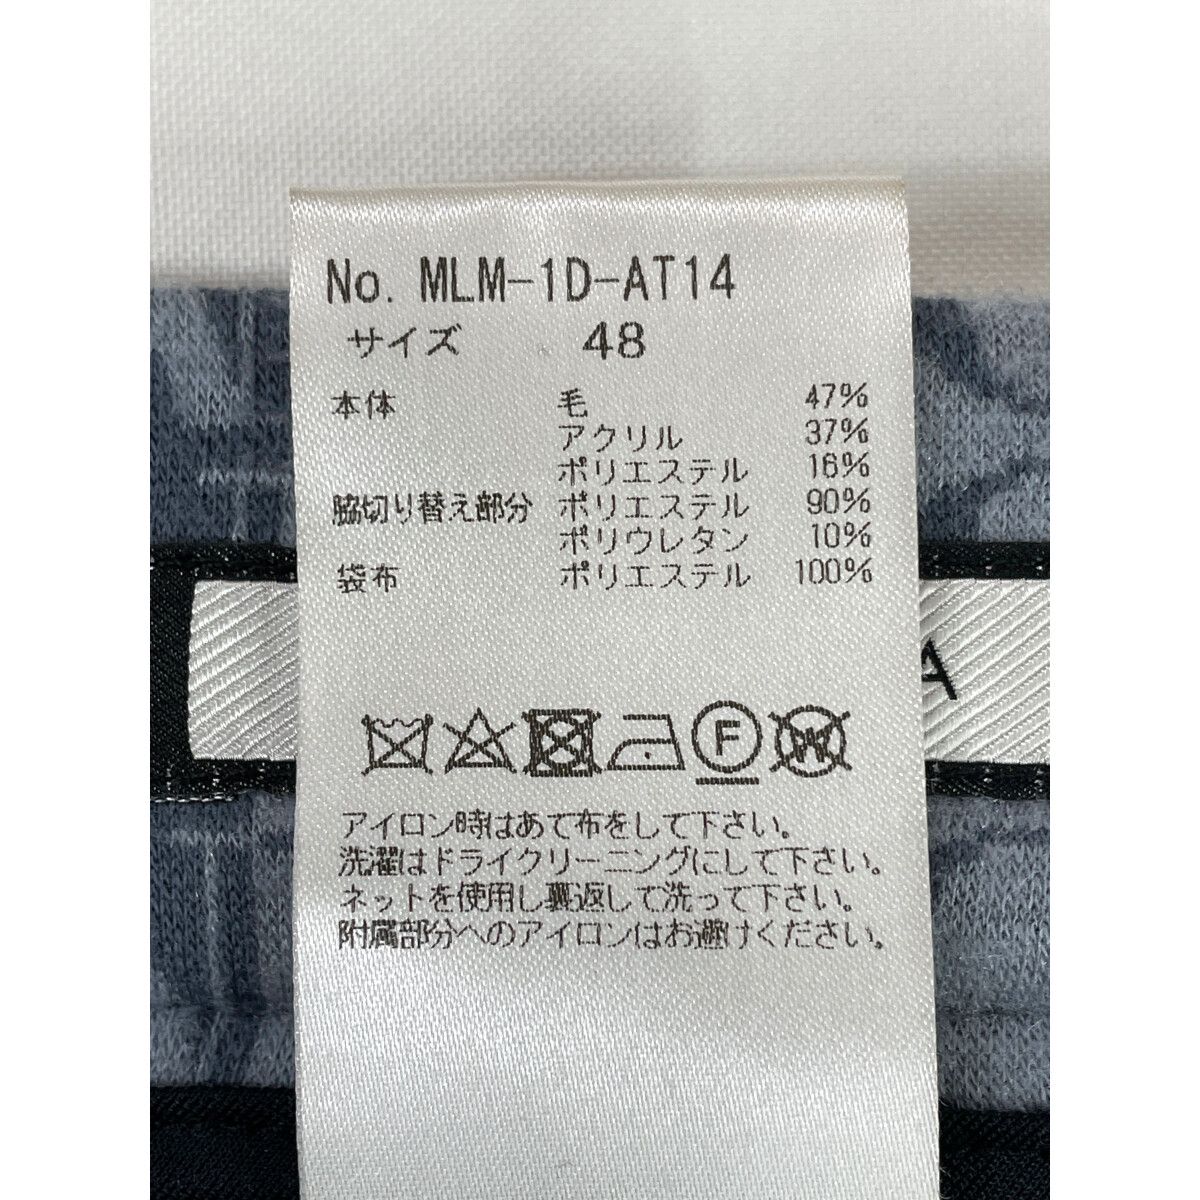 No. MLM-1D-AT14
サイズ 48
本体 毛 47%
アクリル 37%
ポリエステル 16%
脇切り替え部分 ポリエステル 90%
ポリウレタン 10%
袋布 ポリエステル 100%
A
F
W
アイロン時はあて布をして下さい。
洗濯はドライクリーニングにして下さい。
ネットを使用し裏返して洗って下さい。
附属部分へのアイロンはお避けください。